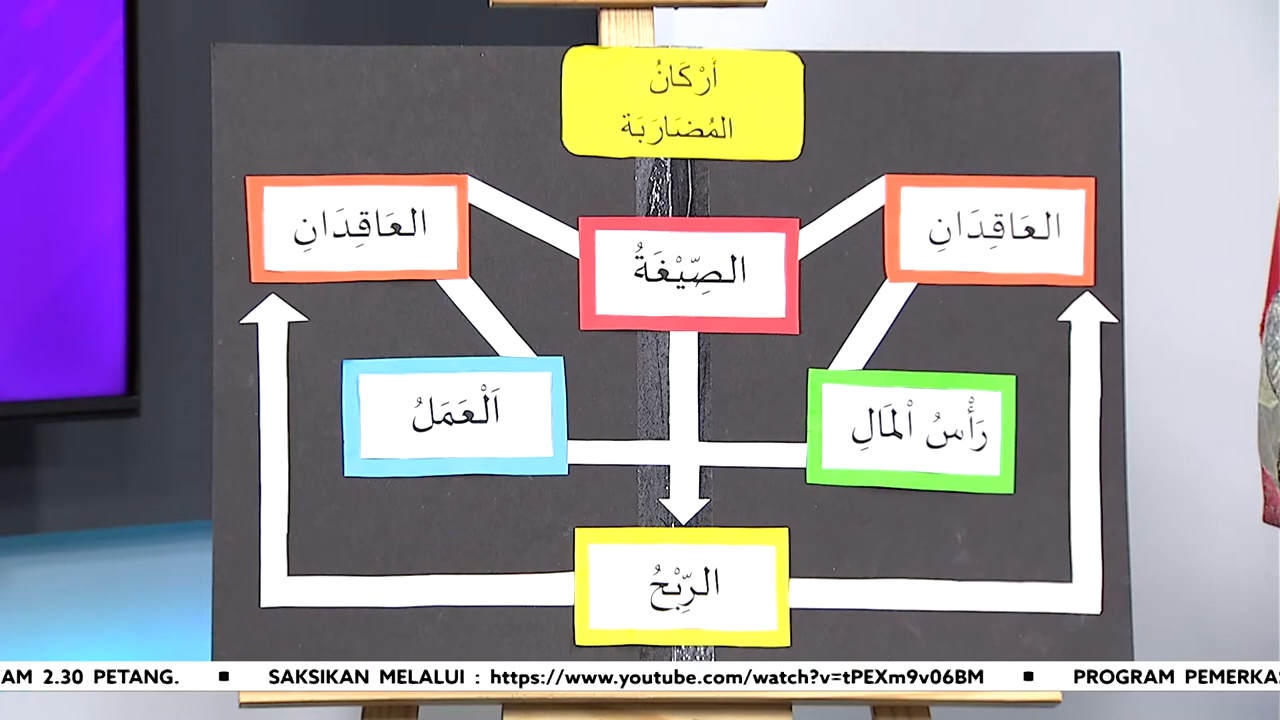 أَرْكَانُ
المُضَارَبَة
العَاقِدَانِ
الصِّيْغَةُ
العَاقِدَانِ
رَأْسُ اْلمَالِ
اَلْعَمَلُ
الرِّبْحُ
AM 2.30 PETANG. ■ SAKSIKAN MELALUI : https://www.youtube.com/watch?v=tPEXm9v06BM ■ PROGRAM PEMERKAS